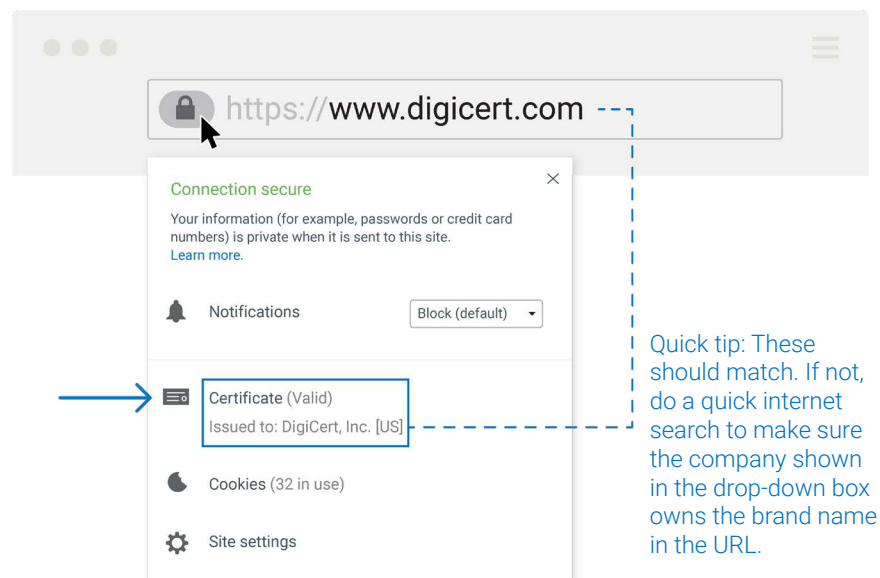 https://www.digicert.com
Connection secure
Your information (for example, passwords or credit card
numbers) is private when it is sent to this site.
Learn more.
Notifications
Block (default)
Certificate (Valid)
Issued to: DigiCert, Inc. [US]
Cookies (32 in use)
Site settings
Quick tip: These
should match. If not,
do a quick internet
search to make sure
the company shown
in the drop-down box
owns the brand name
in the URL.